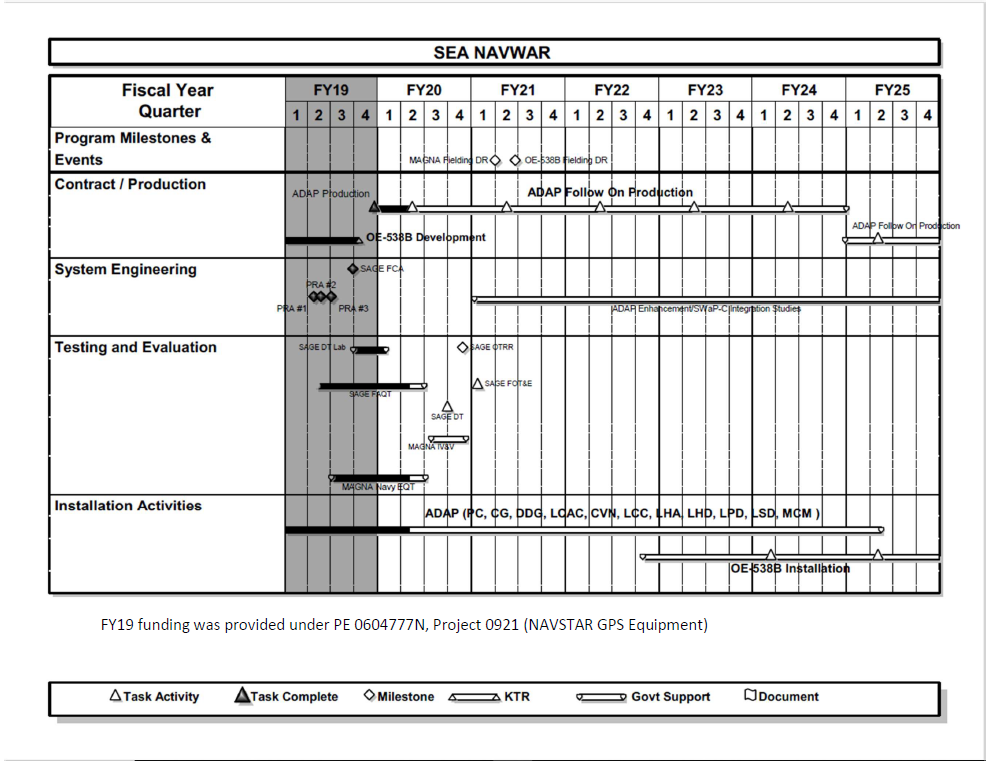 SEA NAVWAR
Fiscal Year
Quarter
FY19 FY20 FY21 FY22 FY23 FY24 FY25
1 2 3 4 1 2 3 4 1 2 3 4 1 2 3 4 1 2 3 4 1 2 3 4 1 2 3 4
Program Milestones &
Events
MAGNA Fielding DR OE-538B Fielding DR
Contract / Production
ADAP Production
ADAP Follow On Production
ADAP Follow On Production
OE-538B Development
System Engineering
SAGE FCA
PRA #2
PRA #1 PRA #3
ADAP Enhancement/SWaP-C Integration Studies
Testing and Evaluation
SAGE DT Lab
SAGE OTRR
SAGE FAQT
SAGE FOT&E
SAGE DT
MAGNA IV&V
MAGNA Navy EQT
Installation Activities
ADAP (PC, CG, DDG, LCAC, CVN, LCC, LHA, LHD, LPD, LSD, MCM )
OE-538B Installation
FY19 funding was provided under PE 0604777N, Project 0921 (NAVSTAR GPS Equipment)
Task Activity Task Complete Milestone KTR Govt Support Document